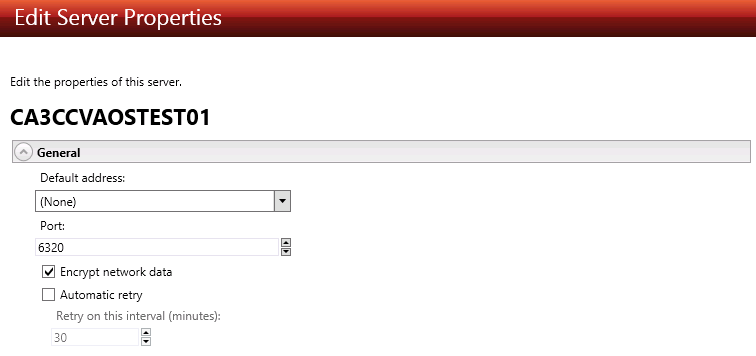 Edit Server Properties
Edit the properties of this server.
CA3CCVAOSTEST01
General
Default address:
(None)
Port:
6320
Encrypt network data
Automatic retry
Retry on this interval (minutes):
30